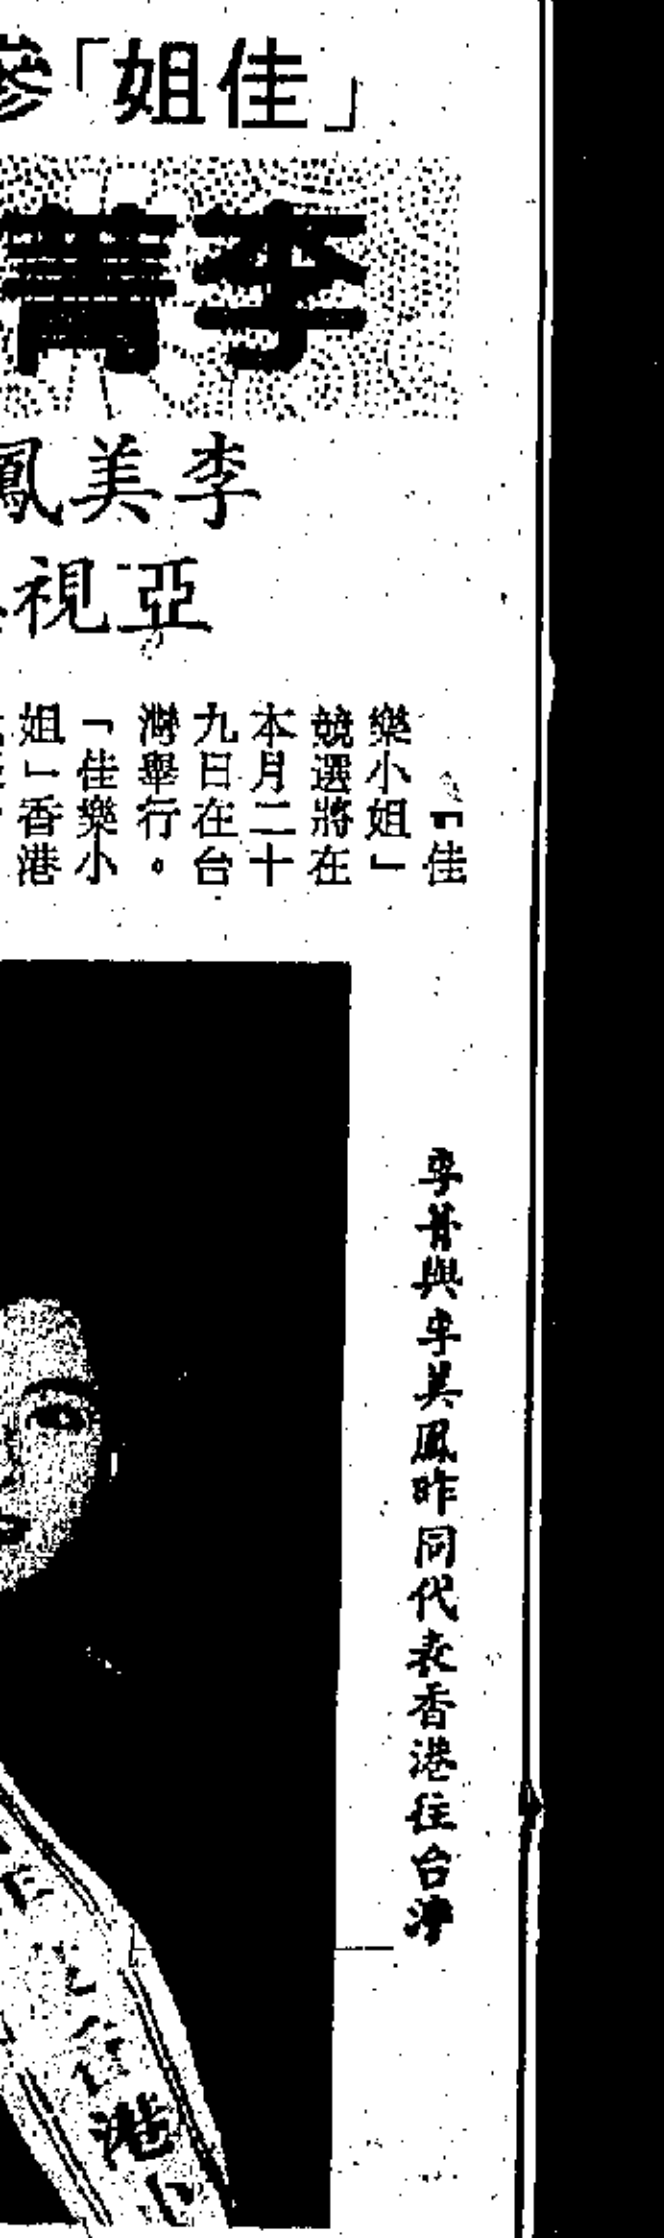 「佳姐」參
李菁
李美鳳
亞視
「佳
樂小姐」
競選將在
本月二十
九日在台
灣舉行。
「佳樂小
姐」香港
李菁與李美鳳昨同代表香港往台灣
港